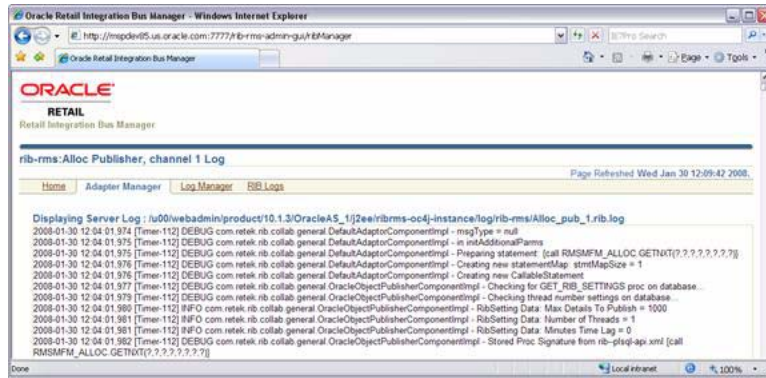 Oracle Retail Integration Bus Manager - Windows Internet Explorer
http://mspdev85.us.oracle.com:7777/rib-rms-admin-gui/ribManager
Search
Oracle Retail Integration Bus Manager
Page
Tools
ORACLE
RETAIL
Retail Integration Bus Manager
rib-rms:Alloc Publisher, channel 1 Log
Page Refreshed Wed Jan 30 12:09:42 2008.
Home Adapter Manager Log Manager RIB Logs
Displaying Server Log : /u00/webadmin/product/10.1.3/OracleAS_1/j2ee/ribrms-oc4j-instance/log/rib-rms/Alloc_pub_1.rib.log
2008-01-30 12:04:01,974 [Timer-112] DEBUG com.retek.rib.collab.general.DefaultAdaptorComponentImpl - msgType = null
2008-01-30 12:04:01,975 [Timer-112] DEBUG com.retek.rib.collab.general.DefaultAdaptorComponentImpl - in initAdditionalParms
2008-01-30 12:04:01,975 [Timer-112] DEBUG com.retek.rib.collab.general.DefaultAdaptorComponentImpl - Preparing statement: {call RMSMFM_ALLOC.GETNXT(?,?,?,?,?,?,?,?)}
2008-01-30 12:04:01,976 [Timer-112] DEBUG com.retek.rib.collab.general.DefaultAdaptorComponentImpl - Creating new statementMap: stmtMapSize = 1
2008-01-30 12:04:01,976 [Timer-112] DEBUG com.retek.rib.collab.general.DefaultAdaptorComponentImpl - Creating new CallableStatement
2008-01-30 12:04:01,977 [Timer-112] DEBUG com.retek.rib.collab.general.OracleObjectPublisherComponentImpl - Checking for GET_RIB_SETTINGS proc on database...
2008-01-30 12:04:01,979 [Timer-112] DEBUG com.retek.rib.collab.general.OracleObjectPublisherComponentImpl - Checking thread number settings on database...
2008-01-30 12:04:01,980 [Timer-112] INFO com.retek.rib.collab.general.OracleObjectPublisherComponentImpl - RibSetting Data: Max Details To Publish = 1000
2008-01-30 12:04:01,981 [Timer-112] INFO com.retek.rib.collab.general.OracleObjectPublisherComponentImpl - RibSetting Data: Number of Threads = 1
2008-01-30 12:04:01,981 [Timer-112] INFO com.retek.rib.collab.general.OracleObjectPublisherComponentImpl - RibSetting Data: Minutes Time Lag = 0
2008-01-30 12:04:01,982 [Timer-112] DEBUG com.retek.rib.collab.general.OracleObjectPublisherComponentImpl - Stored Proc Signature from rib-plsql-api.xml {call
RMSMFM_ALLOC.GETNXT(?,?,?,?,?,?,?,?)}
Done
Local intranet
100%